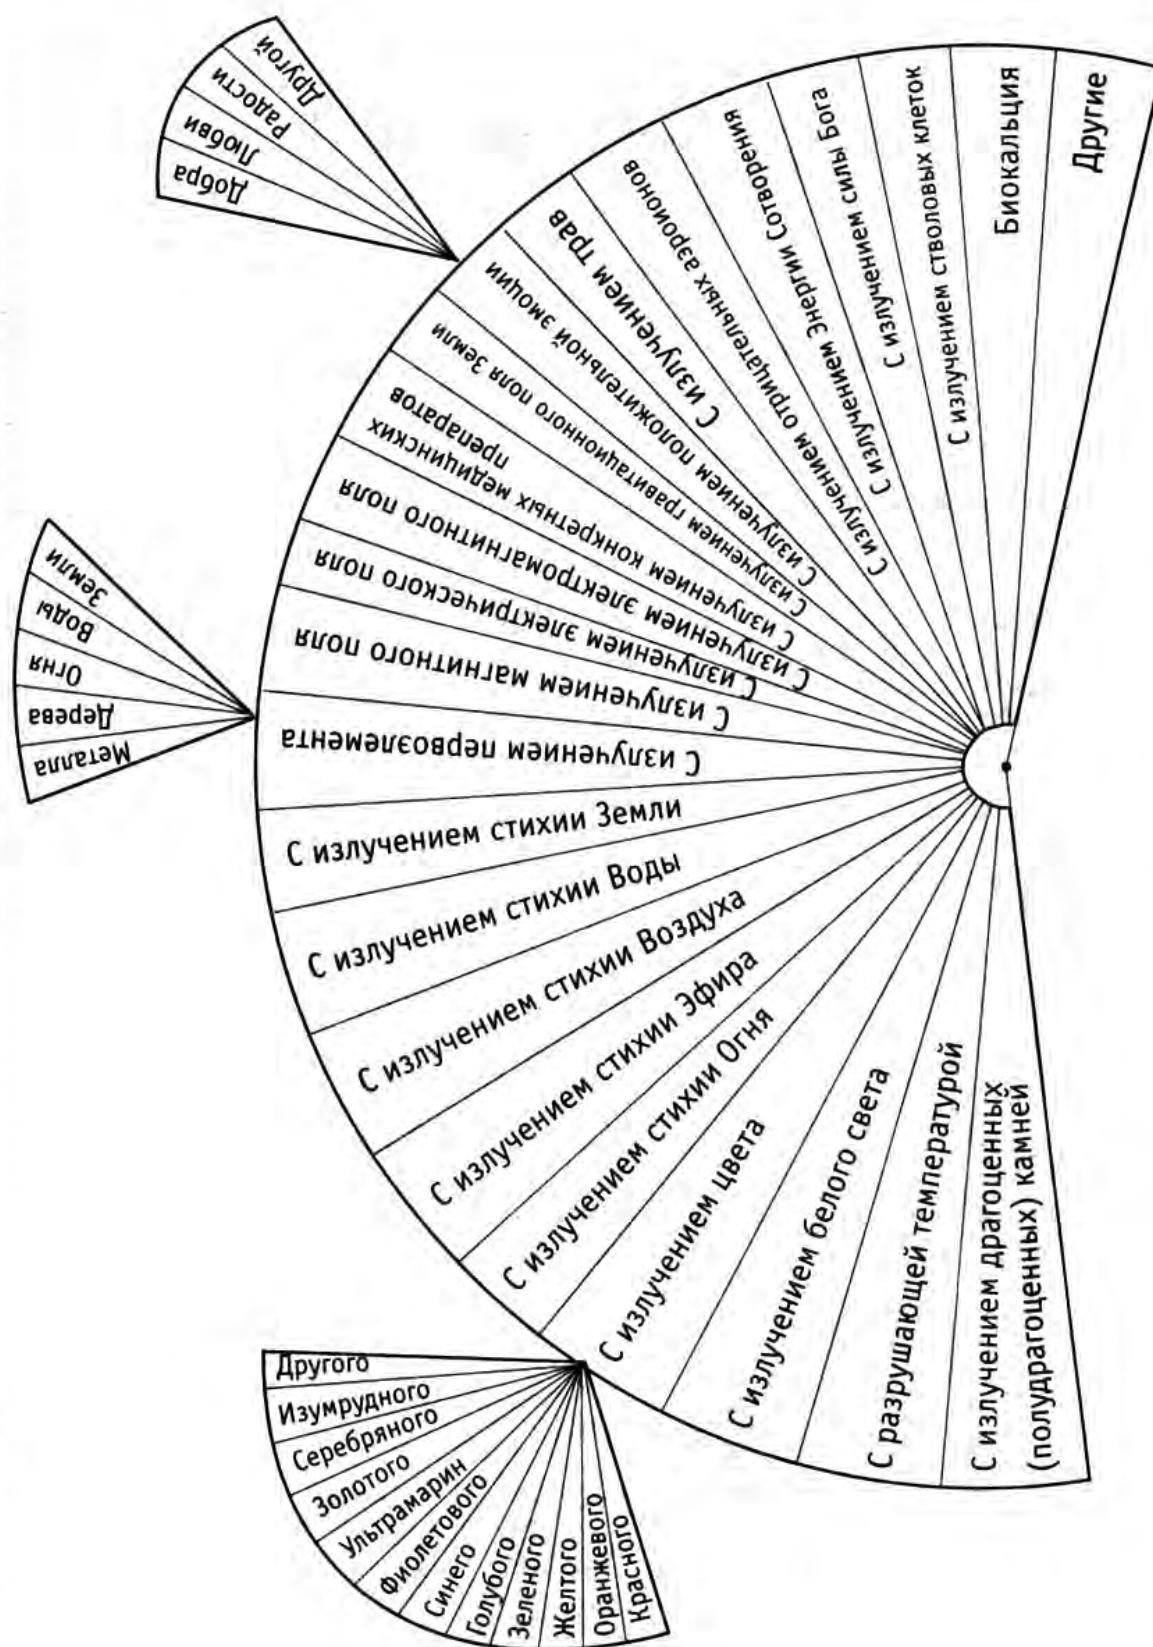 Другой
Радости
Любви
Добра
Земли
Воды
Огня
Дерева
Металла
Другого
Изумрудного
Серебряного
Золотого
Ультрамарин
Фиолетового
Синего
Голубого
Зеленого
Желтого
Оранжевого
Красного
С излучением драгоценных
(полудрагоценных) камней
С разрушающей температурой
С излучением белого света
С излучением цвета
С излучением стихии Огня
С излучением стихии Эфира
С излучением стихии Воздуха
С излучением стихии Воды
С излучением стихии Земли
С излучением первоэлемента
С излучением магнитного поля
С излучением электрического поля
С излучением электромагнитного поля
С излучением конкретных медицинских
препаратов
С излучением гравитационного поля Земли
С излучением положительной эмоции
С излучением трав
С излучением отрицательных аэроионов
С излучением Энергии Сотворения
С излучением силы Бога
С излучением стволовых клеток
Биокальция
Другие